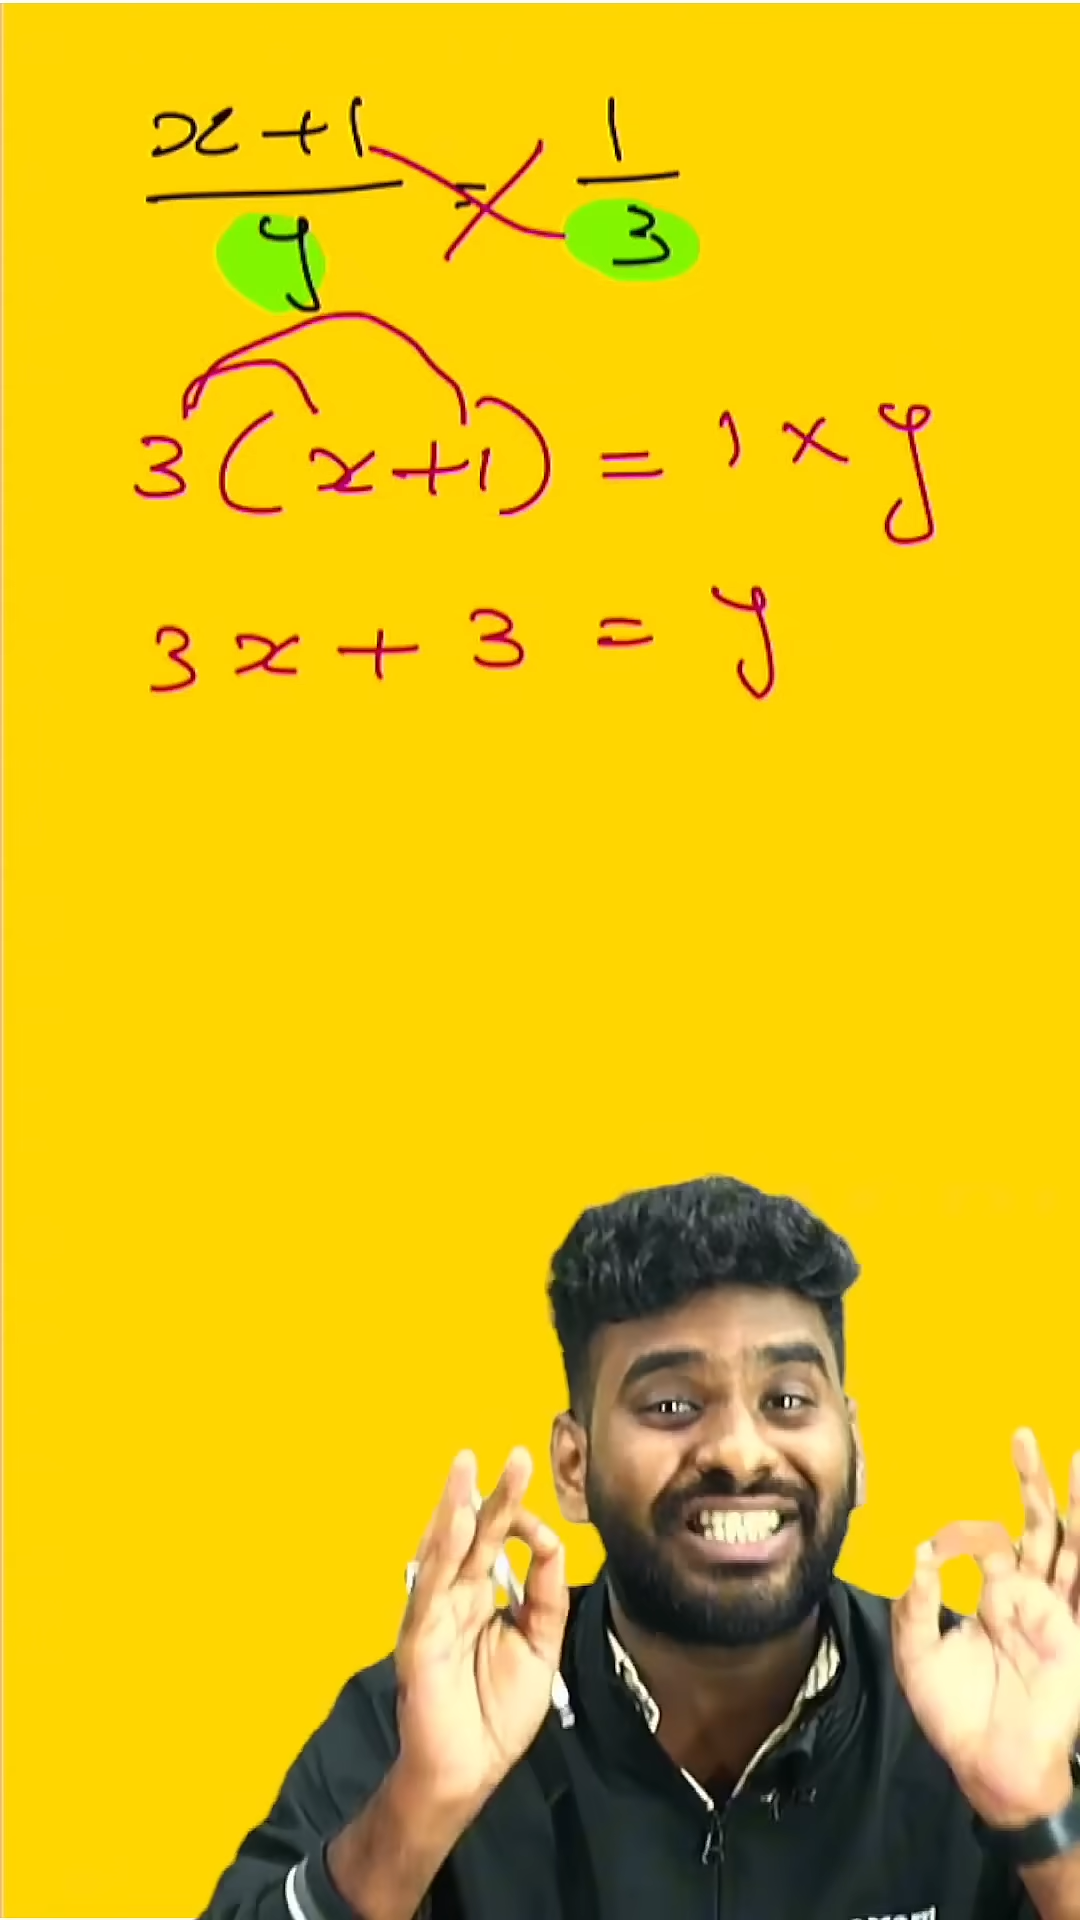 x+1/y = 1/3
3(x+1) = 1 × y
3x + 3 = y